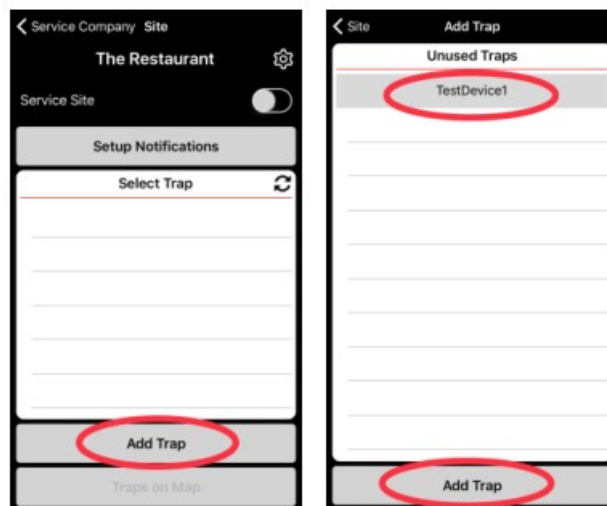 Service Company Site
The Restaurant
Service Site
Setup Notifications
Select Trap
Add Trap
Traps on Map
Site Add Trap
Unused Traps
TestDevice1
Add Trap